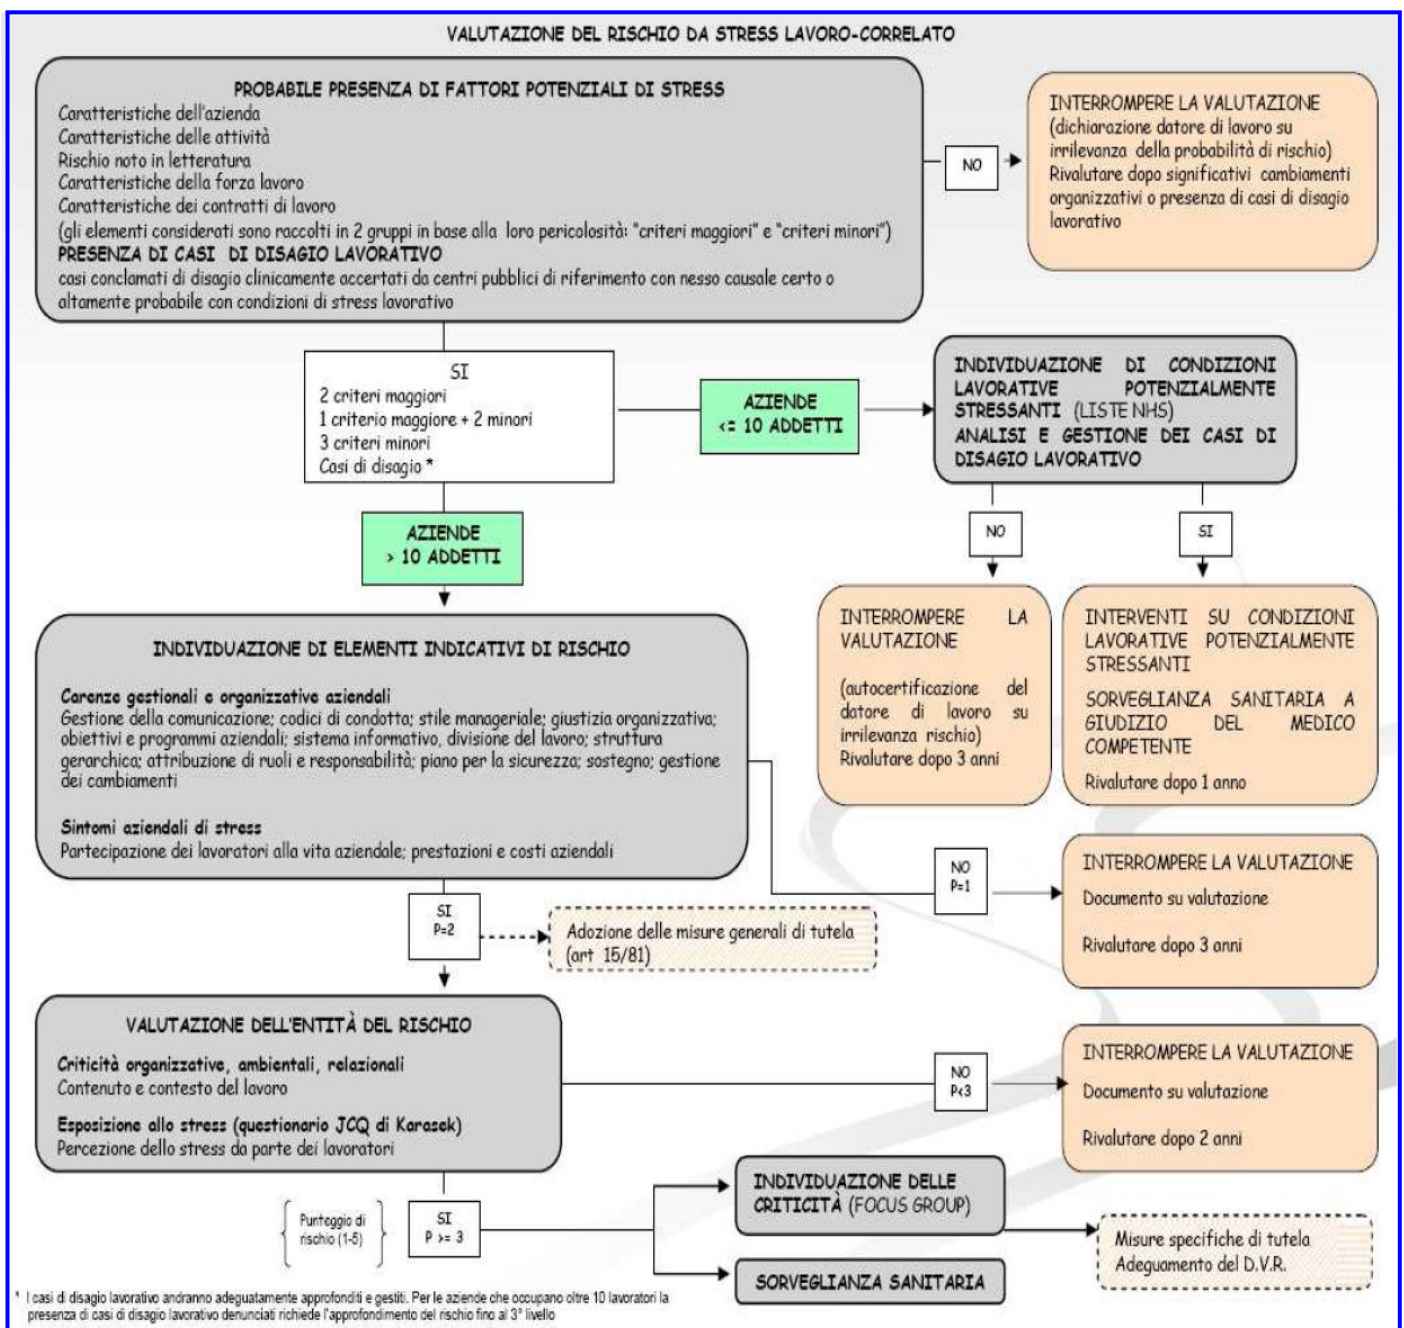 VALUTAZIONE DEL RISCHIO DA STRESS LAVORO-CORRELATO
PROBABILE PRESENZA DI FATTORI POTENZIALI DI STRESS
Caratteristiche dell'azienda
Caratteristiche delle attività
Rischio noto in letteratura
Caratteristiche della forza lavoro
Caratteristiche dei contratti di lavoro
(gli elementi considerati sono raccolti in 2 gruppi in base alla loro pericolosità: "criteri maggiori" e "criteri minori")
PRESENZA DI CASI DI DISAGIO LAVORATIVO
casi conclamati di disagio clinicamente accertati da centri pubblici di riferimento con nesso causale certo o
altamente probabile con condizioni di stress lavorativo
NO
INTERROMPERE LA VALUTAZIONE
(dichiarazione datore di lavoro su
irrilevanza della probabilità di rischio)
Rivalutare dopo significativi cambiamenti
organizzativi o presenza di casi di disagio
lavorativo
SI
2 criteri maggiori
1 criterio maggiore + 2 minori
3 criteri minori
Casi di disagio *
AZIENDE
<= 10 ADDETTI
INDIVIDUAZIONE DI CONDIZIONI
LAVORATIVE POTENZIALMENTE
STRESSANTI (LISTE NHS)
ANALISI E GESTIONE DEI CASI DI
DISAGIO LAVORATIVO
NO
SI
AZIENDE
> 10 ADDETTI
INTERROMPERE LA
VALUTAZIONE
(autocertificazione del
datore di lavoro su
irrilevanza rischio)
Rivalutare dopo 3 anni
INTERVENTI SU CONDIZIONI
LAVORATIVE POTENZIALMENTE
STRESSANTI
SORVEGLIANZA SANITARIA A
GIUDIZIO DEL MEDICO
COMPETENTE
Rivalutare dopo 1 anno
INDIVIDUAZIONE DI ELEMENTI INDICATIVI DI RISCHIO
Carenze gestionali e organizzative aziendali
Gestione della comunicazione; codici di condotta; stile manageriale; giustizia organizzativa;
obiettivi e programmi aziendali; sistema informativo, divisione del lavoro; struttura
gerarchica; attribuzione di ruoli e responsabilità; piano per la sicurezza; sostegno; gestione
dei cambiamenti
Sintomi aziendali di stress
Partecipazione dei lavoratori alla vita aziendale; prestazioni e costi aziendali
NO
P=1
INTERROMPERE LA VALUTAZIONE
Documento su valutazione
Rivalutare dopo 3 anni
SI
P=2
Adozione delle misure generali di tutela
(art 15/81)
VALUTAZIONE DELL'ENTITÀ DEL RISCHIO
Criticità organizzative, ambientali, relazionali
Contenuto e contesto del lavoro
Esposizione allo stress (questionario JCQ di Karasek)
Percezione dello stress da parte dei lavoratori
NO
P<3
INTERROMPERE LA VALUTAZIONE
Documento su valutazione
Rivalutare dopo 2 anni
Punteggio di
rischio (1-5)
SI
P >= 3
INDIVIDUAZIONE DELLE
CRITICITÀ (FOCUS GROUP)
SORVEGLIANZA SANITARIA
Misure specifiche di tutela
Adeguamento del D.V.R.
* I casi di disagio lavorativo andranno adeguatamente approfonditi e gestiti. Per le aziende che occupano oltre 10 lavoratori la
presenza di casi di disagio lavorativo denunciati richiede l'approfondimento del rischio fino al 3° livello